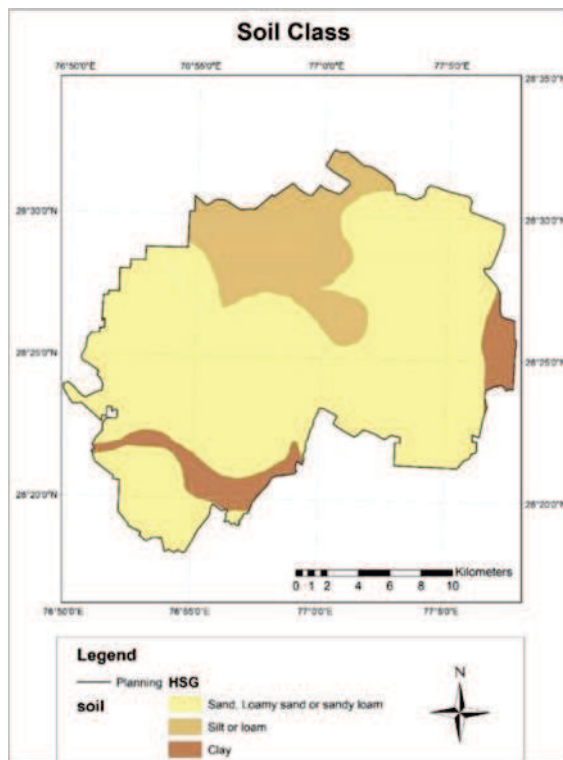 Soil Class
76°50'0"E 76°55'0"E 77°0'0"E 77°5'0"E
28°35'0"N
28°30'0"N 28°30'0"N
28°25'0"N 28°25'0"N
28°20'0"N 28°20'0"N
Kilometers
0 1 2 4 6 8 10
76°50'0"E 76°55'0"E 77°0'0"E 77°5'0"E
Legend
Planning HSG
soil
Sand, Loamy sand or sandy loam
Silt or loam
Clay
N